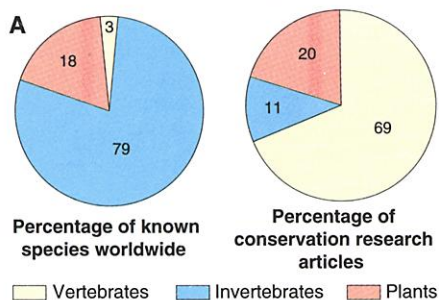 A
3
18
79
20
11
69
Percentage of known
species worldwide
Percentage of
conservation research
articles
Vertebrates Invertebrates Plants